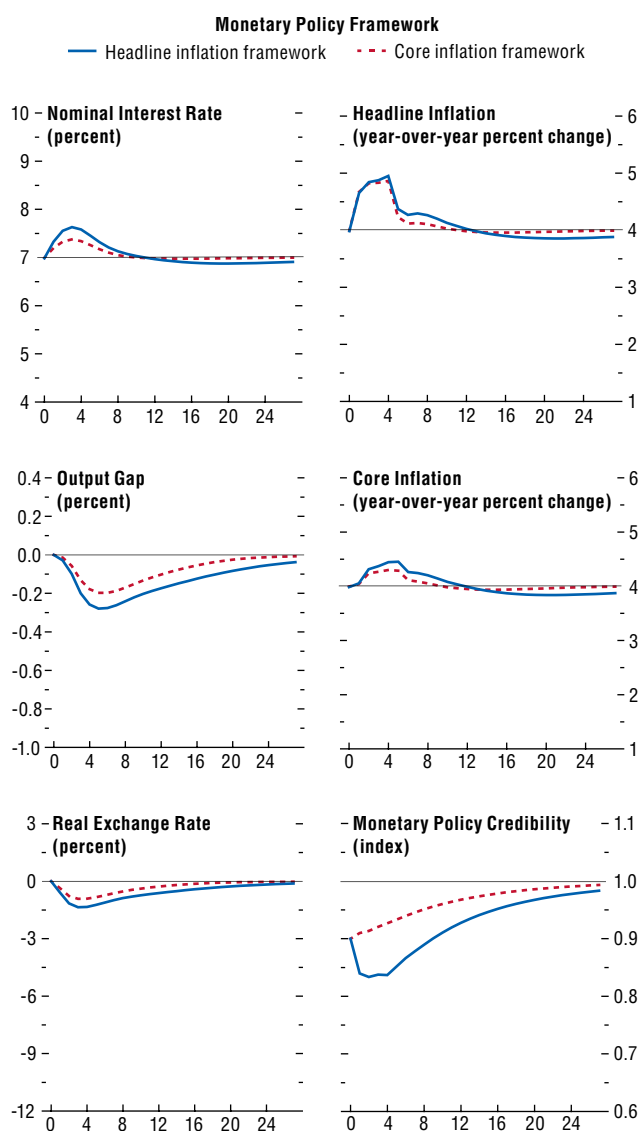 Monetary Policy Framework
Headline inflation framework Core inflation framework
Nominal Interest Rate
(percent)
10
9
8
7
6
5
4
0 4 8 12 16 20 24
Headline Inflation
(year-over-year percent change)
6
5
4
3
2
1
0 4 8 12 16 20 24
Output Gap
(percent)
0.4
0.2
0.0
-0.2
-0.4
-0.6
-0.8
-1.0
0 4 8 12 16 20 24
Core Inflation
(year-over-year percent change)
6
5
4
3
2
1
0 4 8 12 16 20 24
Real Exchange Rate
(percent)
3
0
-3
-6
-9
-12
0 4 8 12 16 20 24
Monetary Policy Credibility
(index)
1.1
1.0
0.9
0.8
0.7
0.6
0 4 8 12 16 20 24